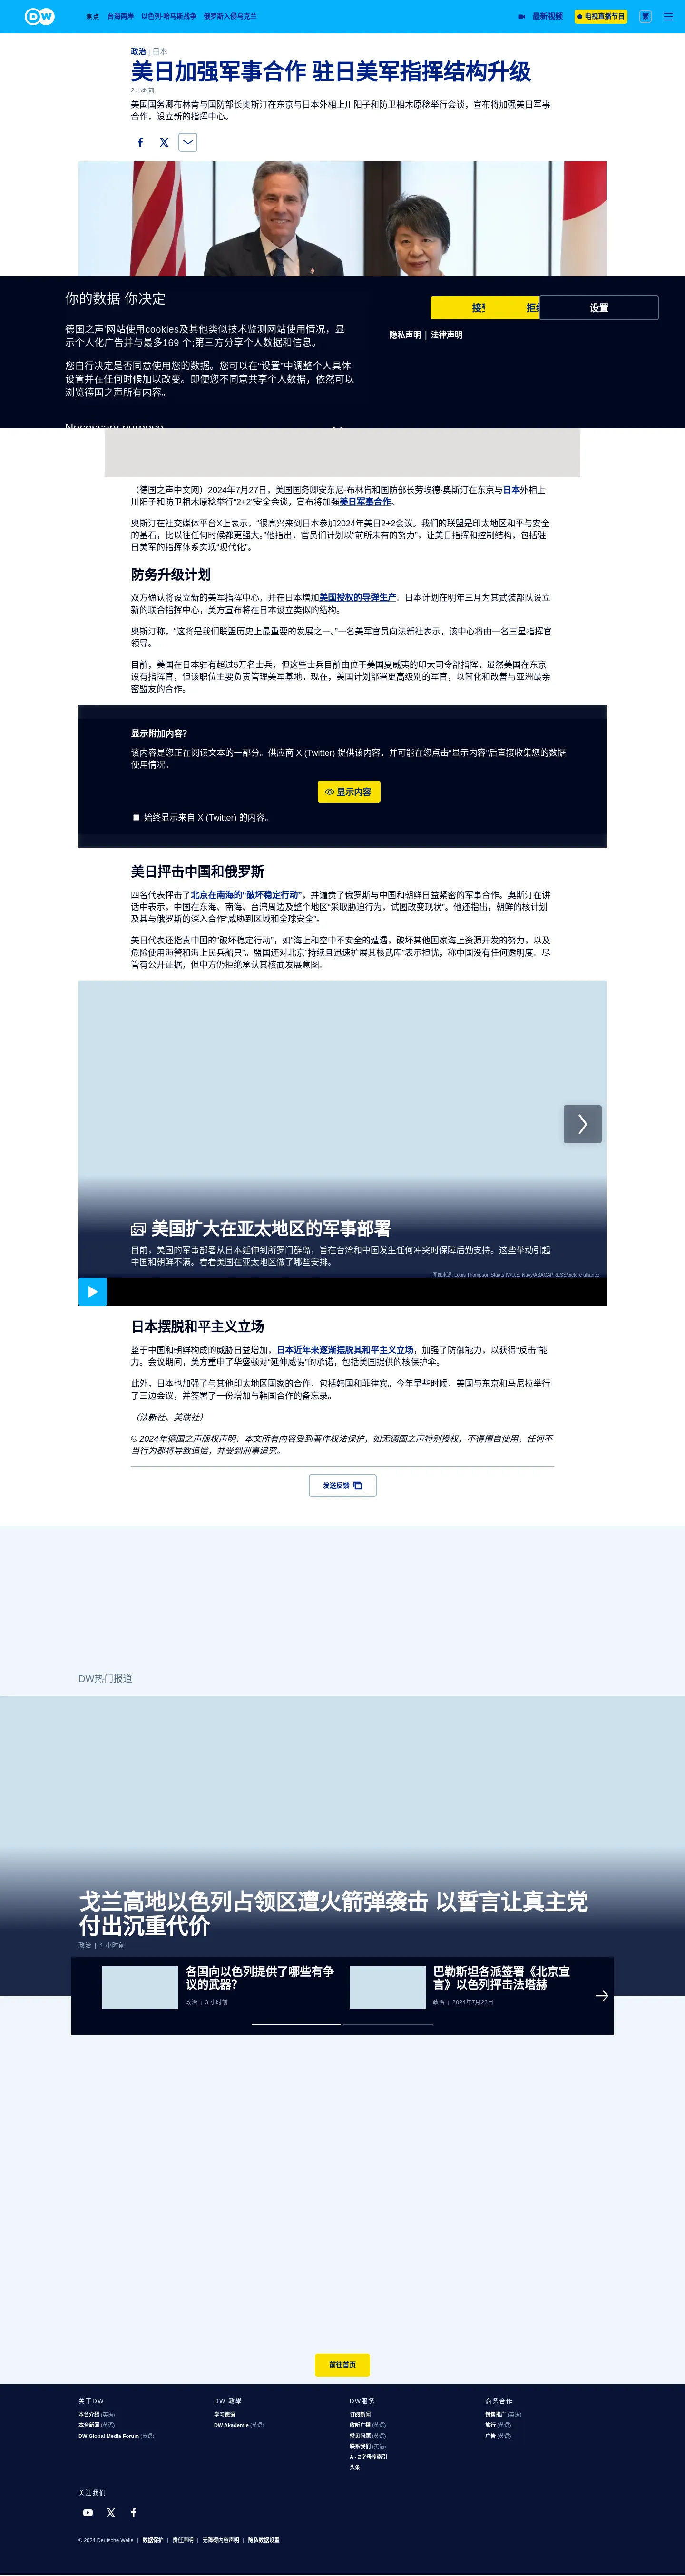 DW
焦点 台海两岸 以色列-哈马斯战争 俄罗斯入侵乌克兰 最新视频 电视直播节目 繁
政治 | 日本
美日加强军事合作 驻日美军指挥结构升级
2 小时前
美国国务卿布林肯与国防部长奥斯汀在东京与日本外相上川阳子和防卫相木原稔举行会谈，宣布将加强美日军事
合作，设立新的指挥中心。
你的数据 你决定
德国之声'网站使用cookies及其他类似技术监测网站使用情况，显
示个人化广告并与最多169 个;第三方分享个人数据和信息。
您自行决定是否同意使用您的数据。您可以在“设置”中调整个人具体
设置并在任何时候加以改变。即便您不同意共享个人数据，依然可以
浏览德国之声所有内容。
Necessary purpose
设置
隐私声明 | 法律声明
（德国之声中文网）2024年7月27日，美国国务卿安东尼·布林肯和国防部长劳埃德·奥斯汀在东京与日本外相上
川阳子和防卫相木原稔举行“2+2”安全会谈，宣布将加强美日军事合作。
奥斯汀在社交媒体平台X上表示，“很高兴来到日本参加2024年美日2+2会议。我们的联盟是印太地区和平与安全
的基石，比以往任何时候都更强大。”他指出，官员们计划以“前所未有的努力”，让美日指挥和控制结构，包括驻
日美军的指挥体系实现“现代化”。
防务升级计划
双方确认将设立新的美军指挥中心，并在日本增加美国授权的导弹生产。日本计划在明年三月为其武装部队设立
新的联合指挥中心，美方宣布将在日本设立类似的结构。
奥斯汀称，“这将是我们联盟历史上最重要的发展之一。”一名美军官员向法新社表示，该中心将由一名三星指挥官
领导。
目前，美国在日本驻有超过5万名士兵，但这些士兵目前由位于美国夏威夷的印太司令部指挥。虽然美国在东京
设有指挥官，但该职位主要负责管理美军基地。现在，美国计划部署更高级别的军官，以简化和改善与亚洲最亲
密盟友的合作。
显示附加内容？
该内容是您正在阅读文本的一部分。供应商 X (Twitter) 提供该内容，并可能在您点击“显示内容”后直接收集您的数据
使用情况。
显示内容
始终显示来自 X (Twitter) 的内容。
美日抨击中国和俄罗斯
四名代表抨击了北京在南海的“破坏稳定行动”，并谴责了俄罗斯与中国和朝鲜日益紧密的军事合作。奥斯汀在讲
话中表示，中国在东海、南海、台湾周边及整个地区“采取胁迫行为，试图改变现状”。他还指出，朝鲜的核计划
及其与俄罗斯的深入合作“威胁到区域和全球安全”。
美日代表还指责中国的“破坏稳定行动”，如“海上和空中不安全的遭遇，破坏其他国家海上资源开发的努力，以及
危险使用海警和海上民兵船只”。盟国还对北京“持续且迅速扩展其核武库”表示担忧，称中国没有任何透明度。尽
管有公开证据，但中方仍拒绝承认其核武发展意图。
美国扩大在亚太地区的军事部署
目前，美国的军事部署从日本延伸到所罗门群岛，旨在台湾和中国发生任何冲突时保障后勤支持。这些举动引起
中国和朝鲜不满。看看美国在亚太地区做了哪些安排。
图像来源: Louis Thompson Staats IV/U.S. Navy/ABACAPRESS/picture alliance
日本摆脱和平主义立场
鉴于中国和朝鲜构成的威胁日益增加，日本近年来逐渐摆脱其和平主义立场，加强了防御能力，以获得“反击”能
力。会议期间，美方重申了华盛顿对“延伸威慑”的承诺，包括美国提供的核保护伞。
此外，日本也加强了与其他印太地区国家的合作，包括韩国和菲律宾。今年早些时候，美国与东京和马尼拉举行
了三边会议，并签署了一份增加与韩国合作的备忘录。
（法新社、美联社）
© 2024年德国之声版权声明：本文所有内容受到著作权法保护，如无德国之声特别授权，不得擅自使用。任何不
当行为都将导致追偿，并受到刑事追究。
发送反馈
DW热门报道
戈兰高地以色列占领区遭火箭弹袭击 以誓言让真主党
付出沉重代价
政治 | 4 小时前
各国向以色列提供了哪些有争
议的武器？
政治 | 3 小时前
巴勒斯坦各派签署《北京宣
言》以色列抨击法塔赫
政治 | 2024年7月23日
前往首页
关于DW
本台介绍 (英语)
本台新闻 (英语)
DW Global Media Forum (英语)
DW 教學
学习德语
DW Akademie (英语)
DW服务
订阅新闻
收听广播 (英语)
常见问题 (英语)
联系我们 (英语)
A - Z字母序索引
头条
商务合作
销售推广 (英语)
旅行 (英语)
广告 (英语)
关注我们
© 2024 Deutsche Welle | 数据保护 | 责任声明 | 无障碍内容声明 | 隐私数据设置